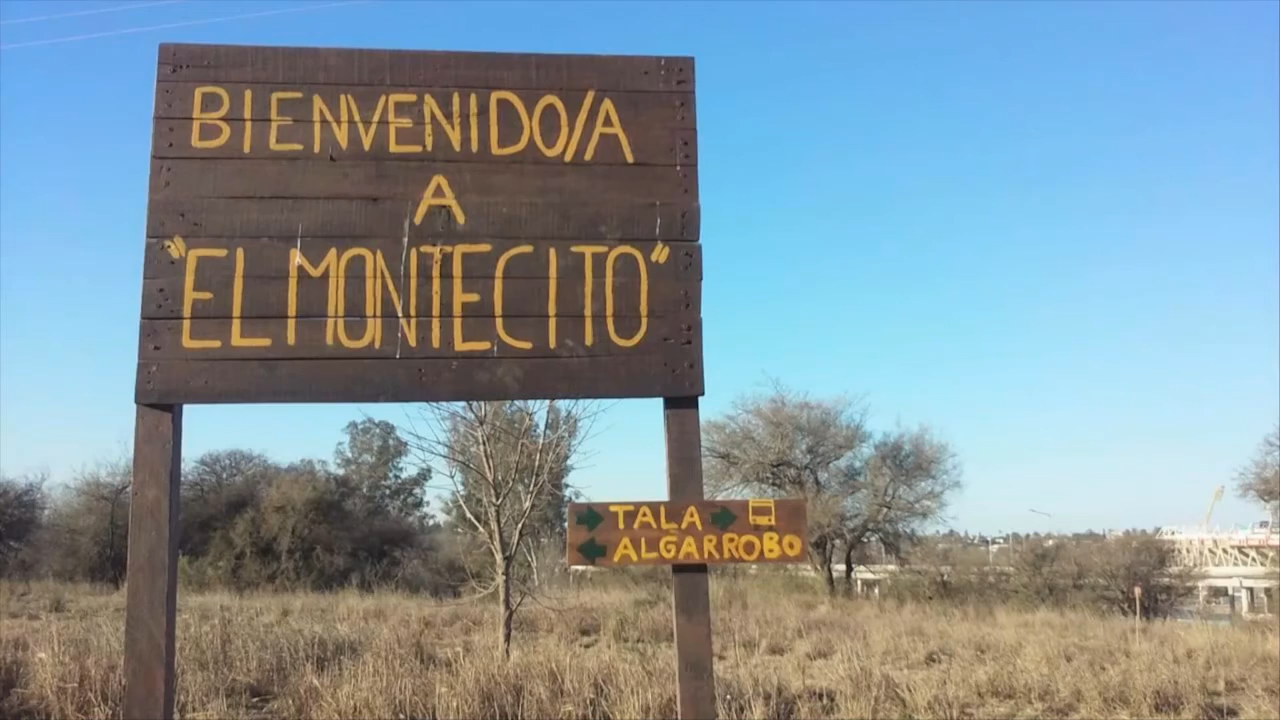 BIENVENIDO/A
A
"EL MONTECITO"
TALA
ALGARROBO